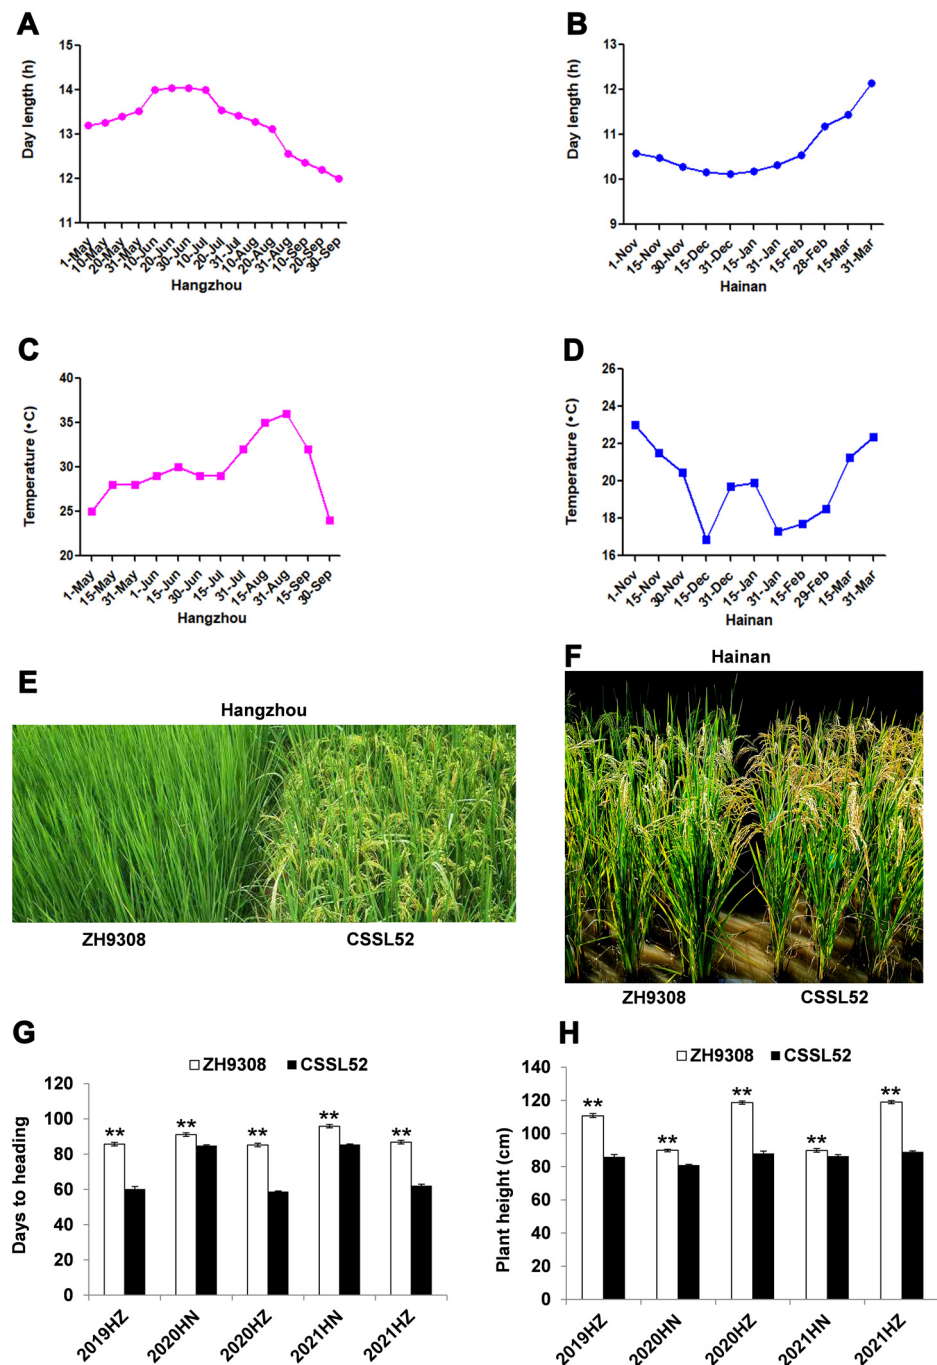 A
Day length (h)
15
14
13
12
11
1-May
10-May
20-May
31-May
10-Jun
20-Jun
30-Jun
10-Jul
20-Jul
31-Jul
10-Aug
20-Aug
31-Aug
10-Sep
20-Sep
30-Sep
Hangzhou
B
Day length (h)
13
12
11
10
9
1-Nov
15-Nov
30-Nov
15-Dec
31-Dec
15-Jan
31-Jan
15-Feb
28-Feb
15-Mar
31-Mar
Hainan
C
Temperature (•C)
40
35
30
25
20
1-May
15-May
31-May
1-Jun
15-Jun
30-Jun
15-Jul
31-Jul
15-Aug
31-Aug
15-Sep
30-Sep
Hangzhou
D
Temperature (•C)
26
24
22
20
18
16
1-Nov
15-Nov
30-Nov
15-Dec
31-Dec
15-Jan
31-Jan
15-Feb
29-Feb
15-Mar
31-Mar
Hainan
E
Hangzhou
ZH9308 CSSL52
F
Hainan
ZH9308 CSSL52
G
ZH9308 CSSL52
Days to heading
120
100
80
60
40
20
0
** ** ** ** **
2019HZ
2020HN
2020HZ
2021HN
2021HZ
H
ZH9308 CSSL52
Plant height (cm)
140
120
100
80
60
40
20
0
** ** ** ** **
2019HZ
2020HN
2020HZ
2021HN
2021HZ